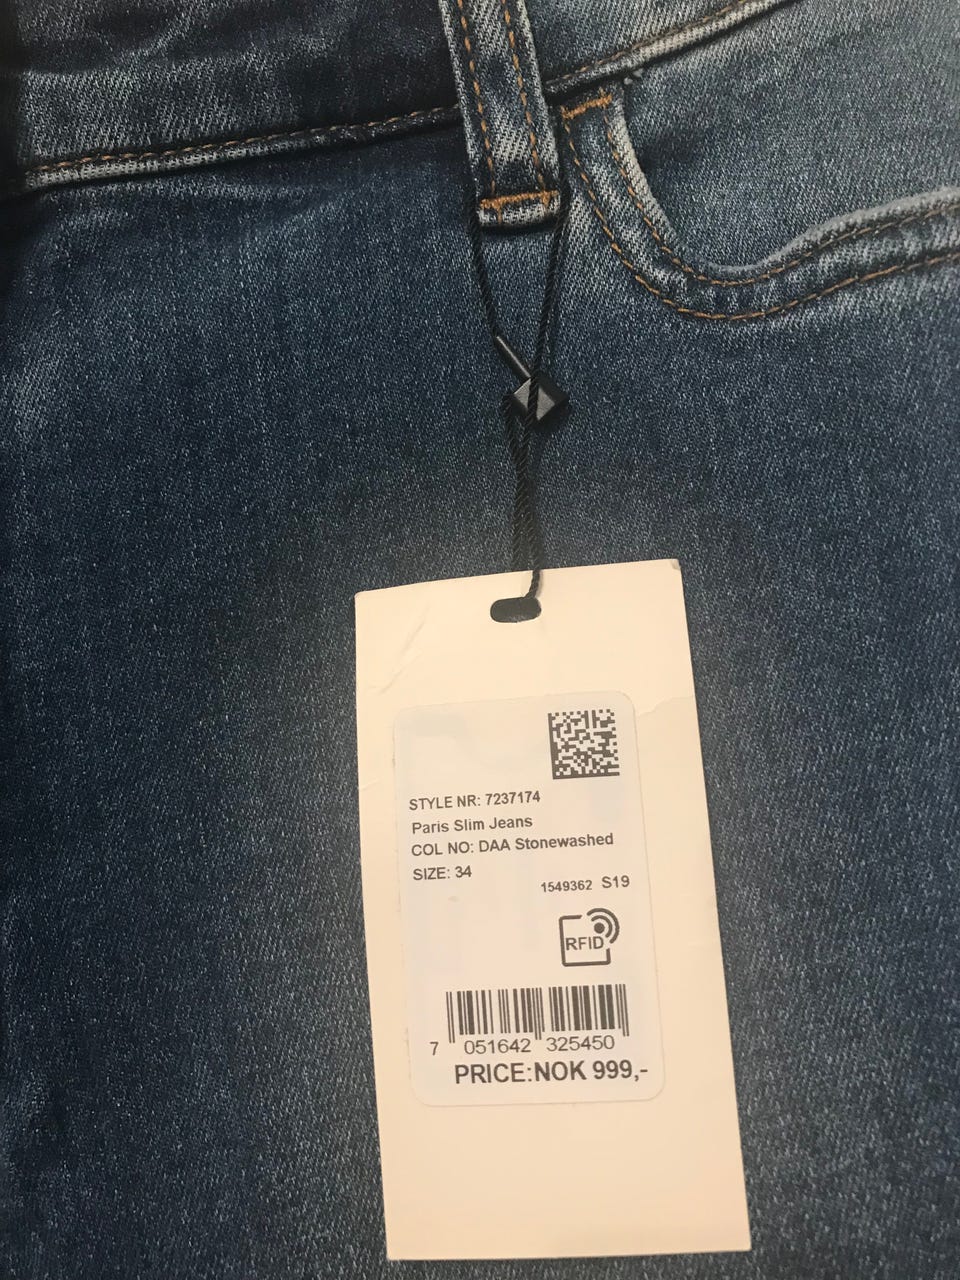 STYLE NR: 7237174
Paris Slim Jeans
COL NO: DAA Stonewashed
SIZE: 34
1549362 S19
RFID
7 051642 325450
PRICE:NOK 999,-